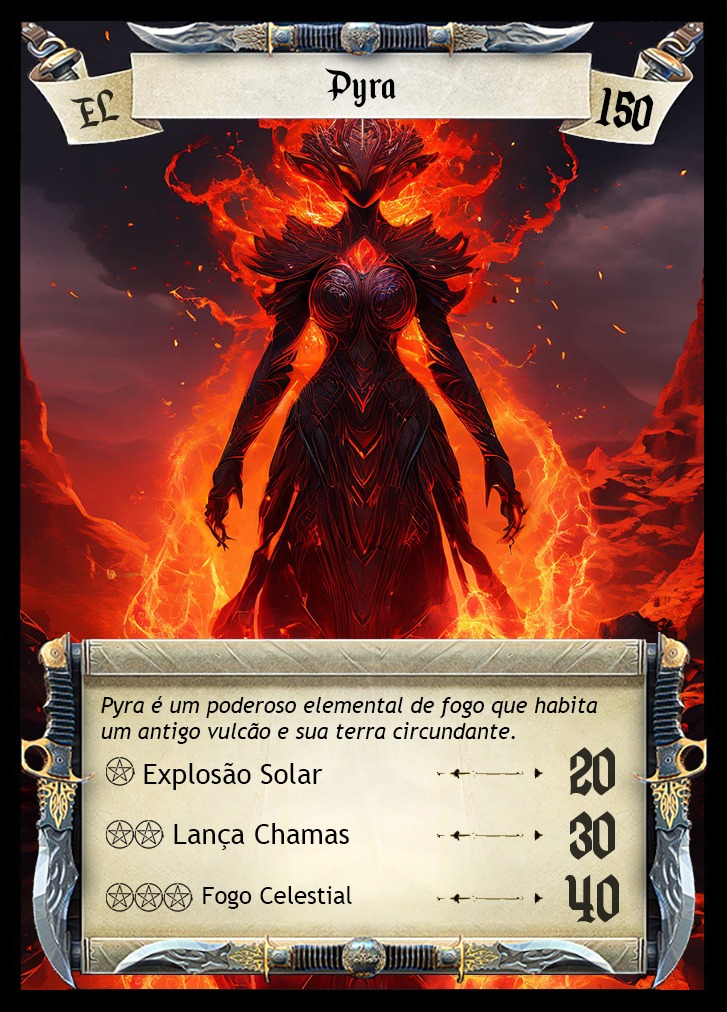 Pyra
EL
150
Pyra é um poderoso elemental de fogo que habita
um antigo vulcão e sua terra circundante.
Explosão Solar 20
Lança Chamas 30
Fogo Celestial 40